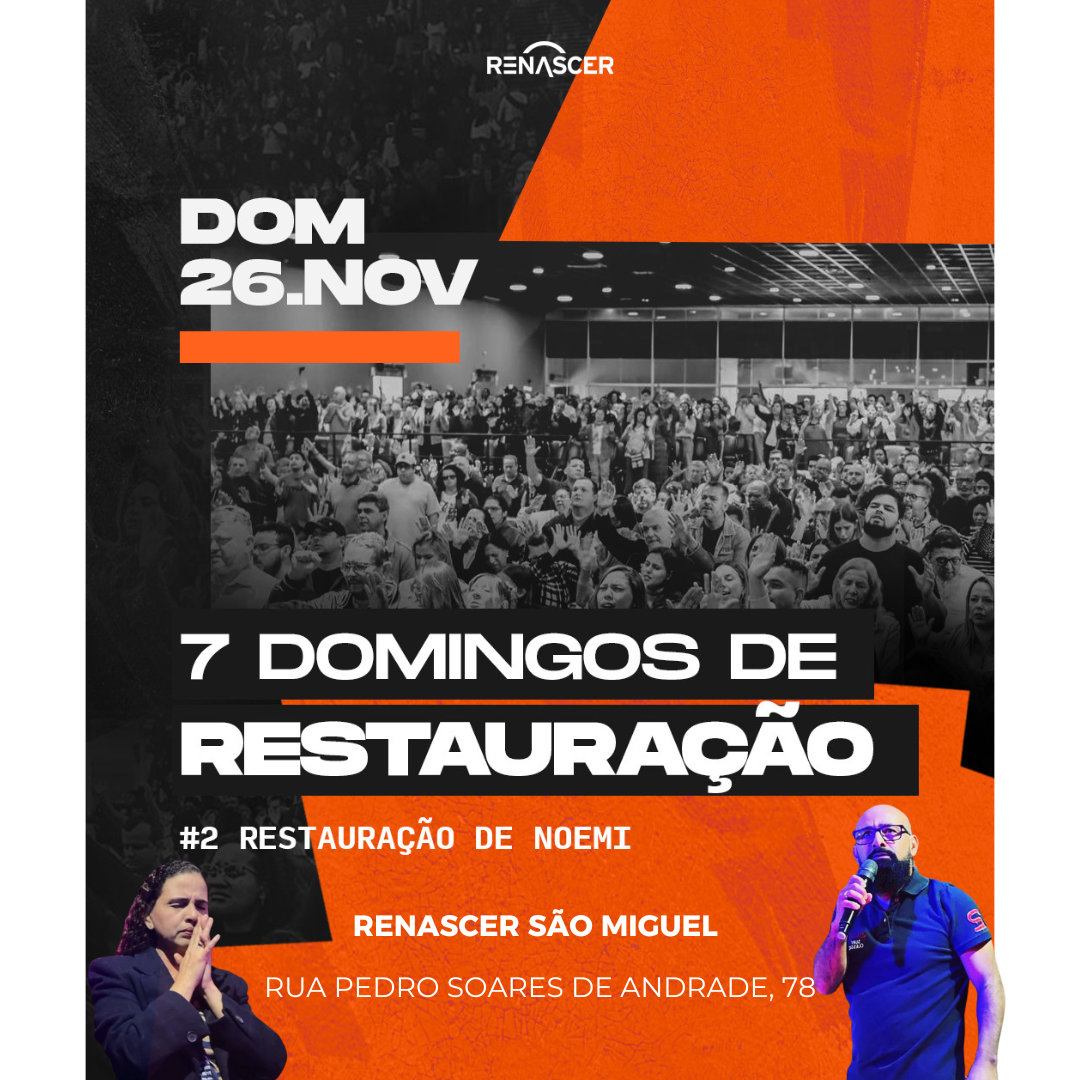 RENASCER
DOM
26.NOV
7 DOMINGOS DE
RESTAURAÇÃO
#2 RESTAURAÇÃO DE NOEMI
RENASCER SÃO MIGUEL
RUA PEDRO SOARES DE ANDRADE, 78